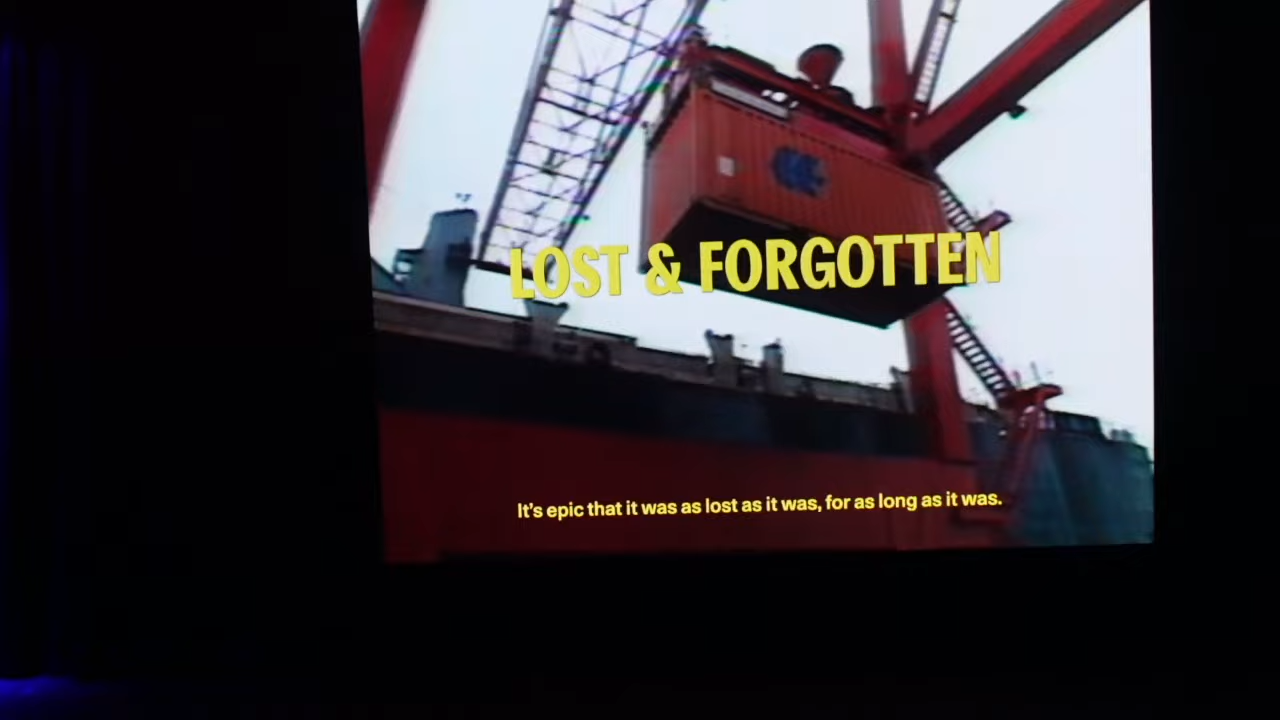 LOST & FORGOTTEN
It's epic that it was as lost as it was, for as long as it was.